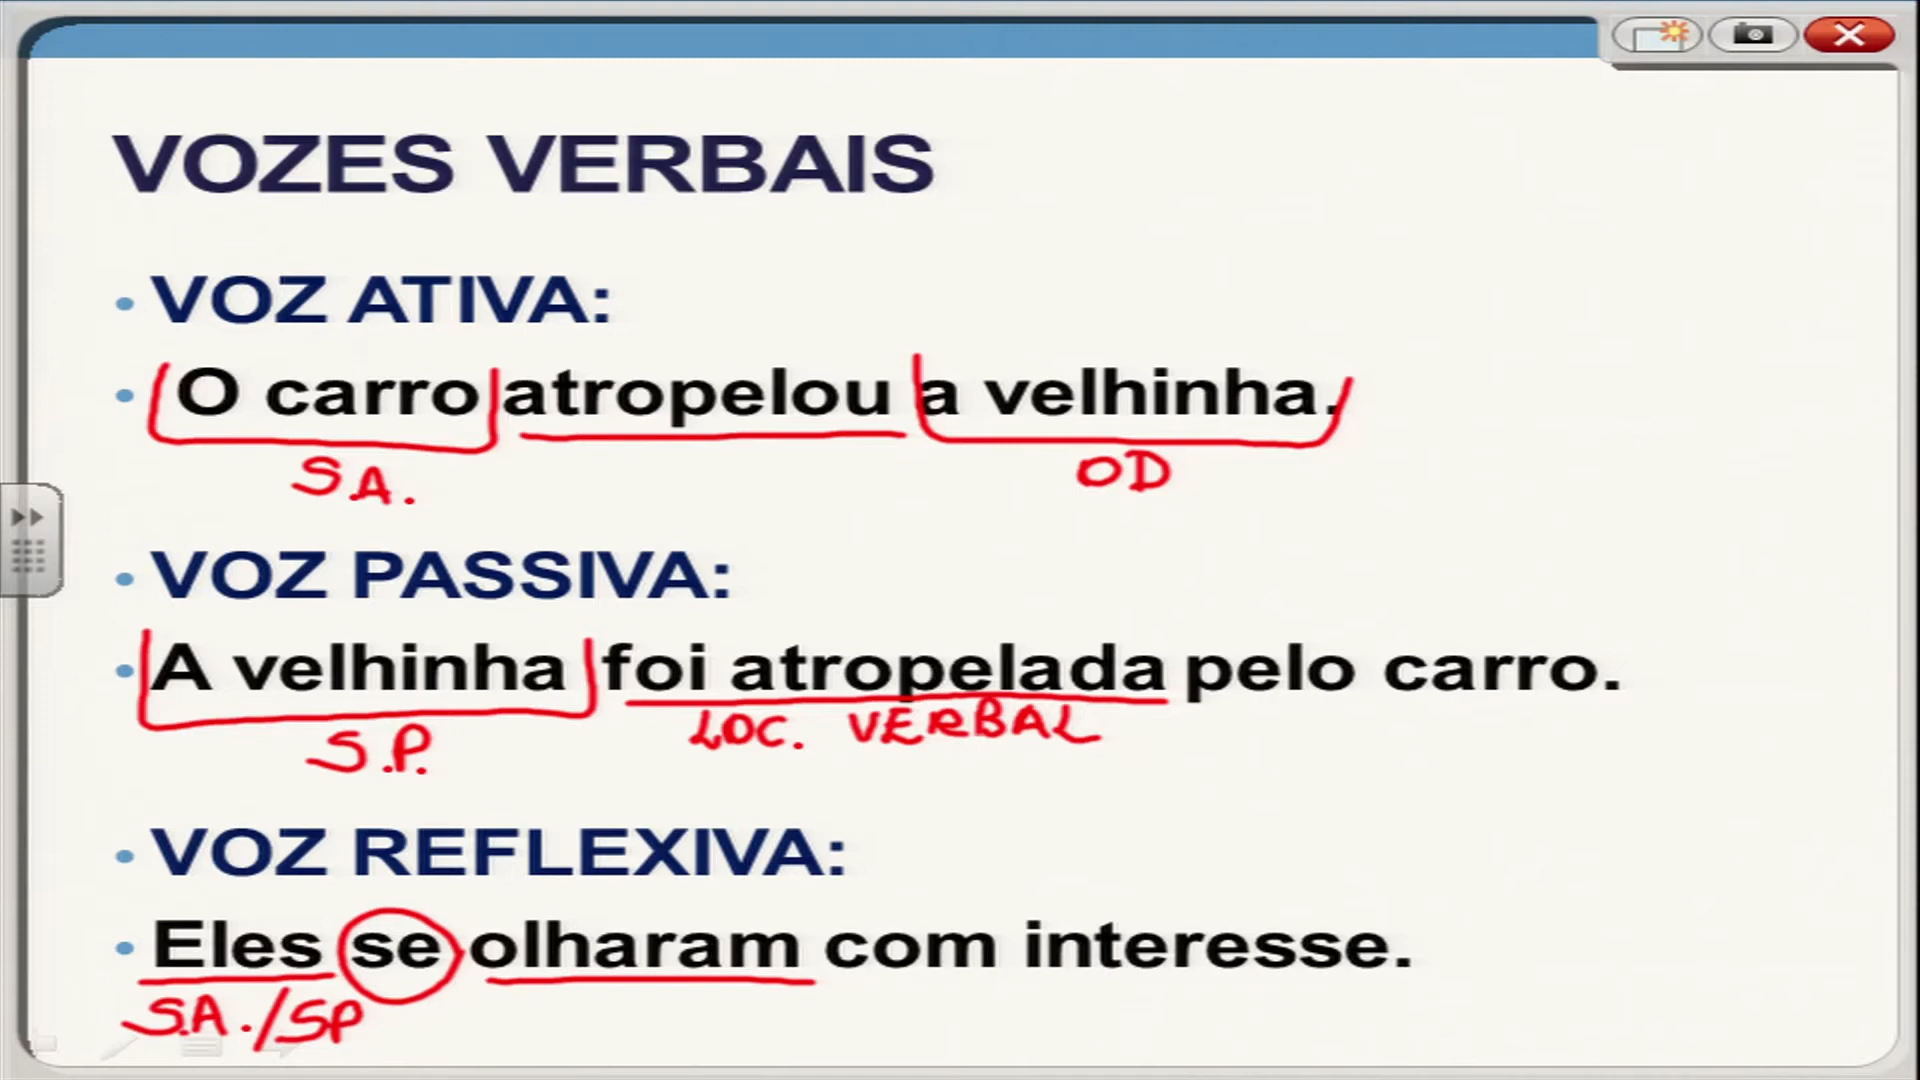 VOZES VERBAIS
• VOZ ATIVA:
• O carro atropelou a velhinha.
S A. OD
• VOZ PASSIVA:
• A velhinha foi atropelada pelo carro.
S.P. LOC. VERBAL
• VOZ REFLEXIVA:
• Eles se olharam com interesse.
S.A./SP